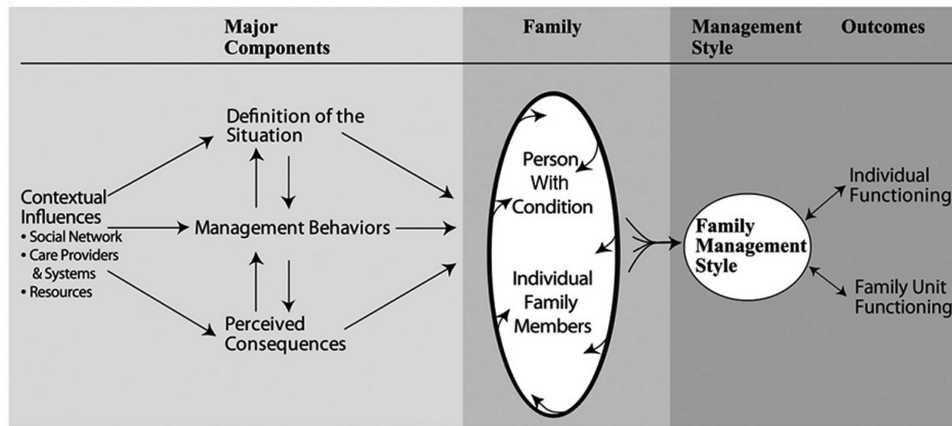 Major
Components
Family
Management
Style
Outcomes
Contextual
Influences
• Social Network
• Care Providers
& Systems
• Resources
Definition of the
Situation
Management Behaviors
Perceived
Consequences
Person
With
Condition
Individual
Family
Members
Family
Management
Style
Individual
Functioning
Family Unit
Functioning